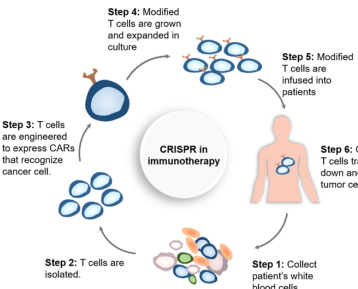 Step 4: Modified
T cells are grown
and expanded in
culture
Step 5: Modified
T cells are
infused into
patients
Step 3: T cells
are engineered
to express CARs
that recognize
cancer cell.
CRISPR in
immunotherapy
Step 6:
T cells
down and
tumor
Step 2: T cells are
isolated.
Step 1: Collect
patient's white
blood cells